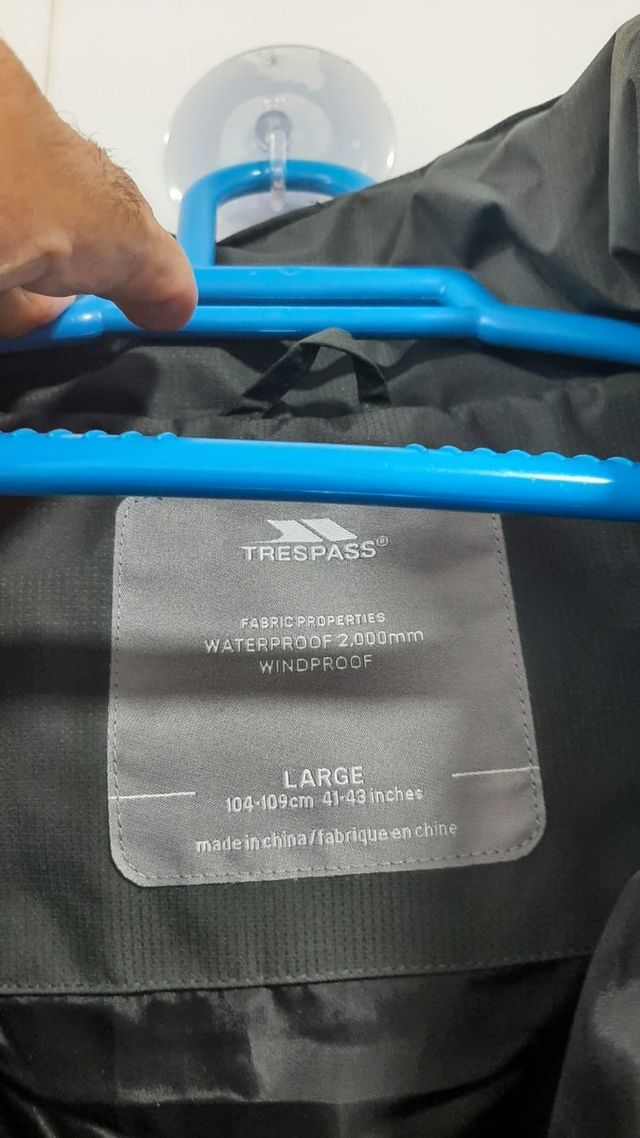 TRESPASS®
FABRIC PROPERTIES
WATERPROOF 2,000mm
WINDPROOF
LARGE
104-109cm 41-43 inches
made in china/fabrique en chine